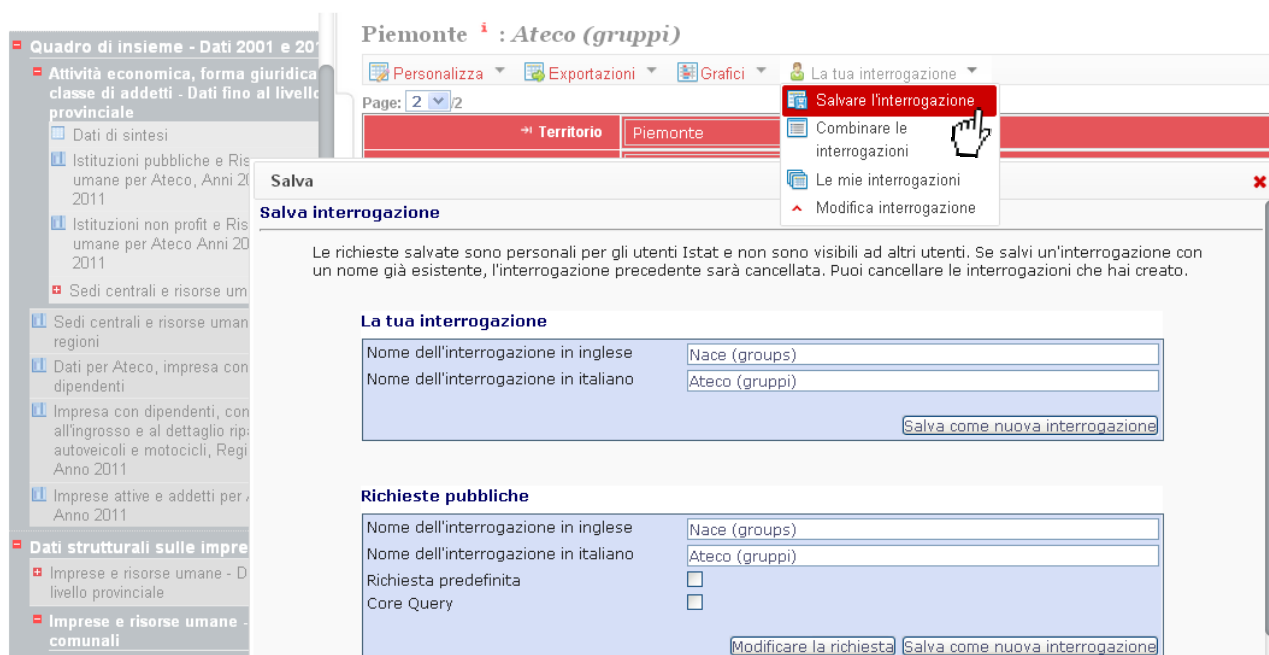 Piemonte i : Ateco (gruppi)
Personalizza Exportazioni Grafici La tua interrogazione
Page: 2 /2
Salvare l'interrogazione
Combinare le
interrogazioni
Le mie interrogazioni
Modifica interrogazione
Territorio Piemonte
Quadro di insieme - Dati 2001 e
Attività economica, forma giuridica
classe di addetti - Dati fino al livello
provinciale
Dati di sintesi
Istituzioni pubbliche e Ris
umane per Ateco, Anni
2011
Istituzioni non profit e Ris
umane per Ateco Anni 20
2011
Sedi centrali e risorse um
Sedi centrali e risorse uman
regioni
Dati per Ateco, impresa con
dipendenti
Impresa con dipendenti, con
all'ingrosso e al dettaglio rip
autoveicoli e motocicli, Regi
Anno 2011
Imprese attive e addetti per
Anno 2011
Dati strutturali sulle impre
Imprese e risorse umane - D
livello provinciale
Imprese e risorse umane -
comunali
Salva
Salva interrogazione
Le richieste salvate sono personali per gli utenti Istat e non sono visibili ad altri utenti. Se salvi un'interrogazione con
un nome già esistente, l'interrogazione precedente sarà cancellata. Puoi cancellare le interrogazioni che hai creato.
La tua interrogazione
Nome dell'interrogazione in inglese Nace (groups)
Nome dell'interrogazione in italiano Ateco (gruppi)
Salva come nuova interrogazione
Richieste pubbliche
Nome dell'interrogazione in inglese Nace (groups)
Nome dell'interrogazione in italiano Ateco (gruppi)
Richiesta predefinita
Core Query
Modificare la richiesta Salva come nuova interrogazione